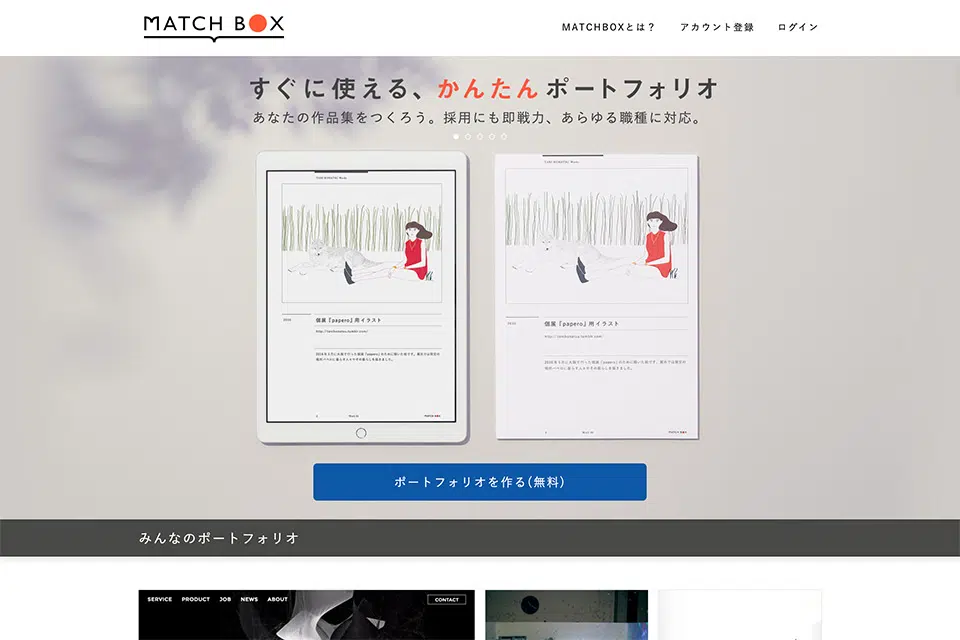 MATCH BOX
MATCHBOXとは？ アカウント登録 ログイン
すぐに使える、かんたんポートフォリオ
あなたの作品集をつくろう。採用にも即戦力、あらゆる職種に対応。
個展『papero』用イラスト
個展『papero』用イラスト
ポートフォリオを作る(無料)
みんなのポートフォリオ
SERVICE PRODUCT JOB NEWS ABOUT CONTACT